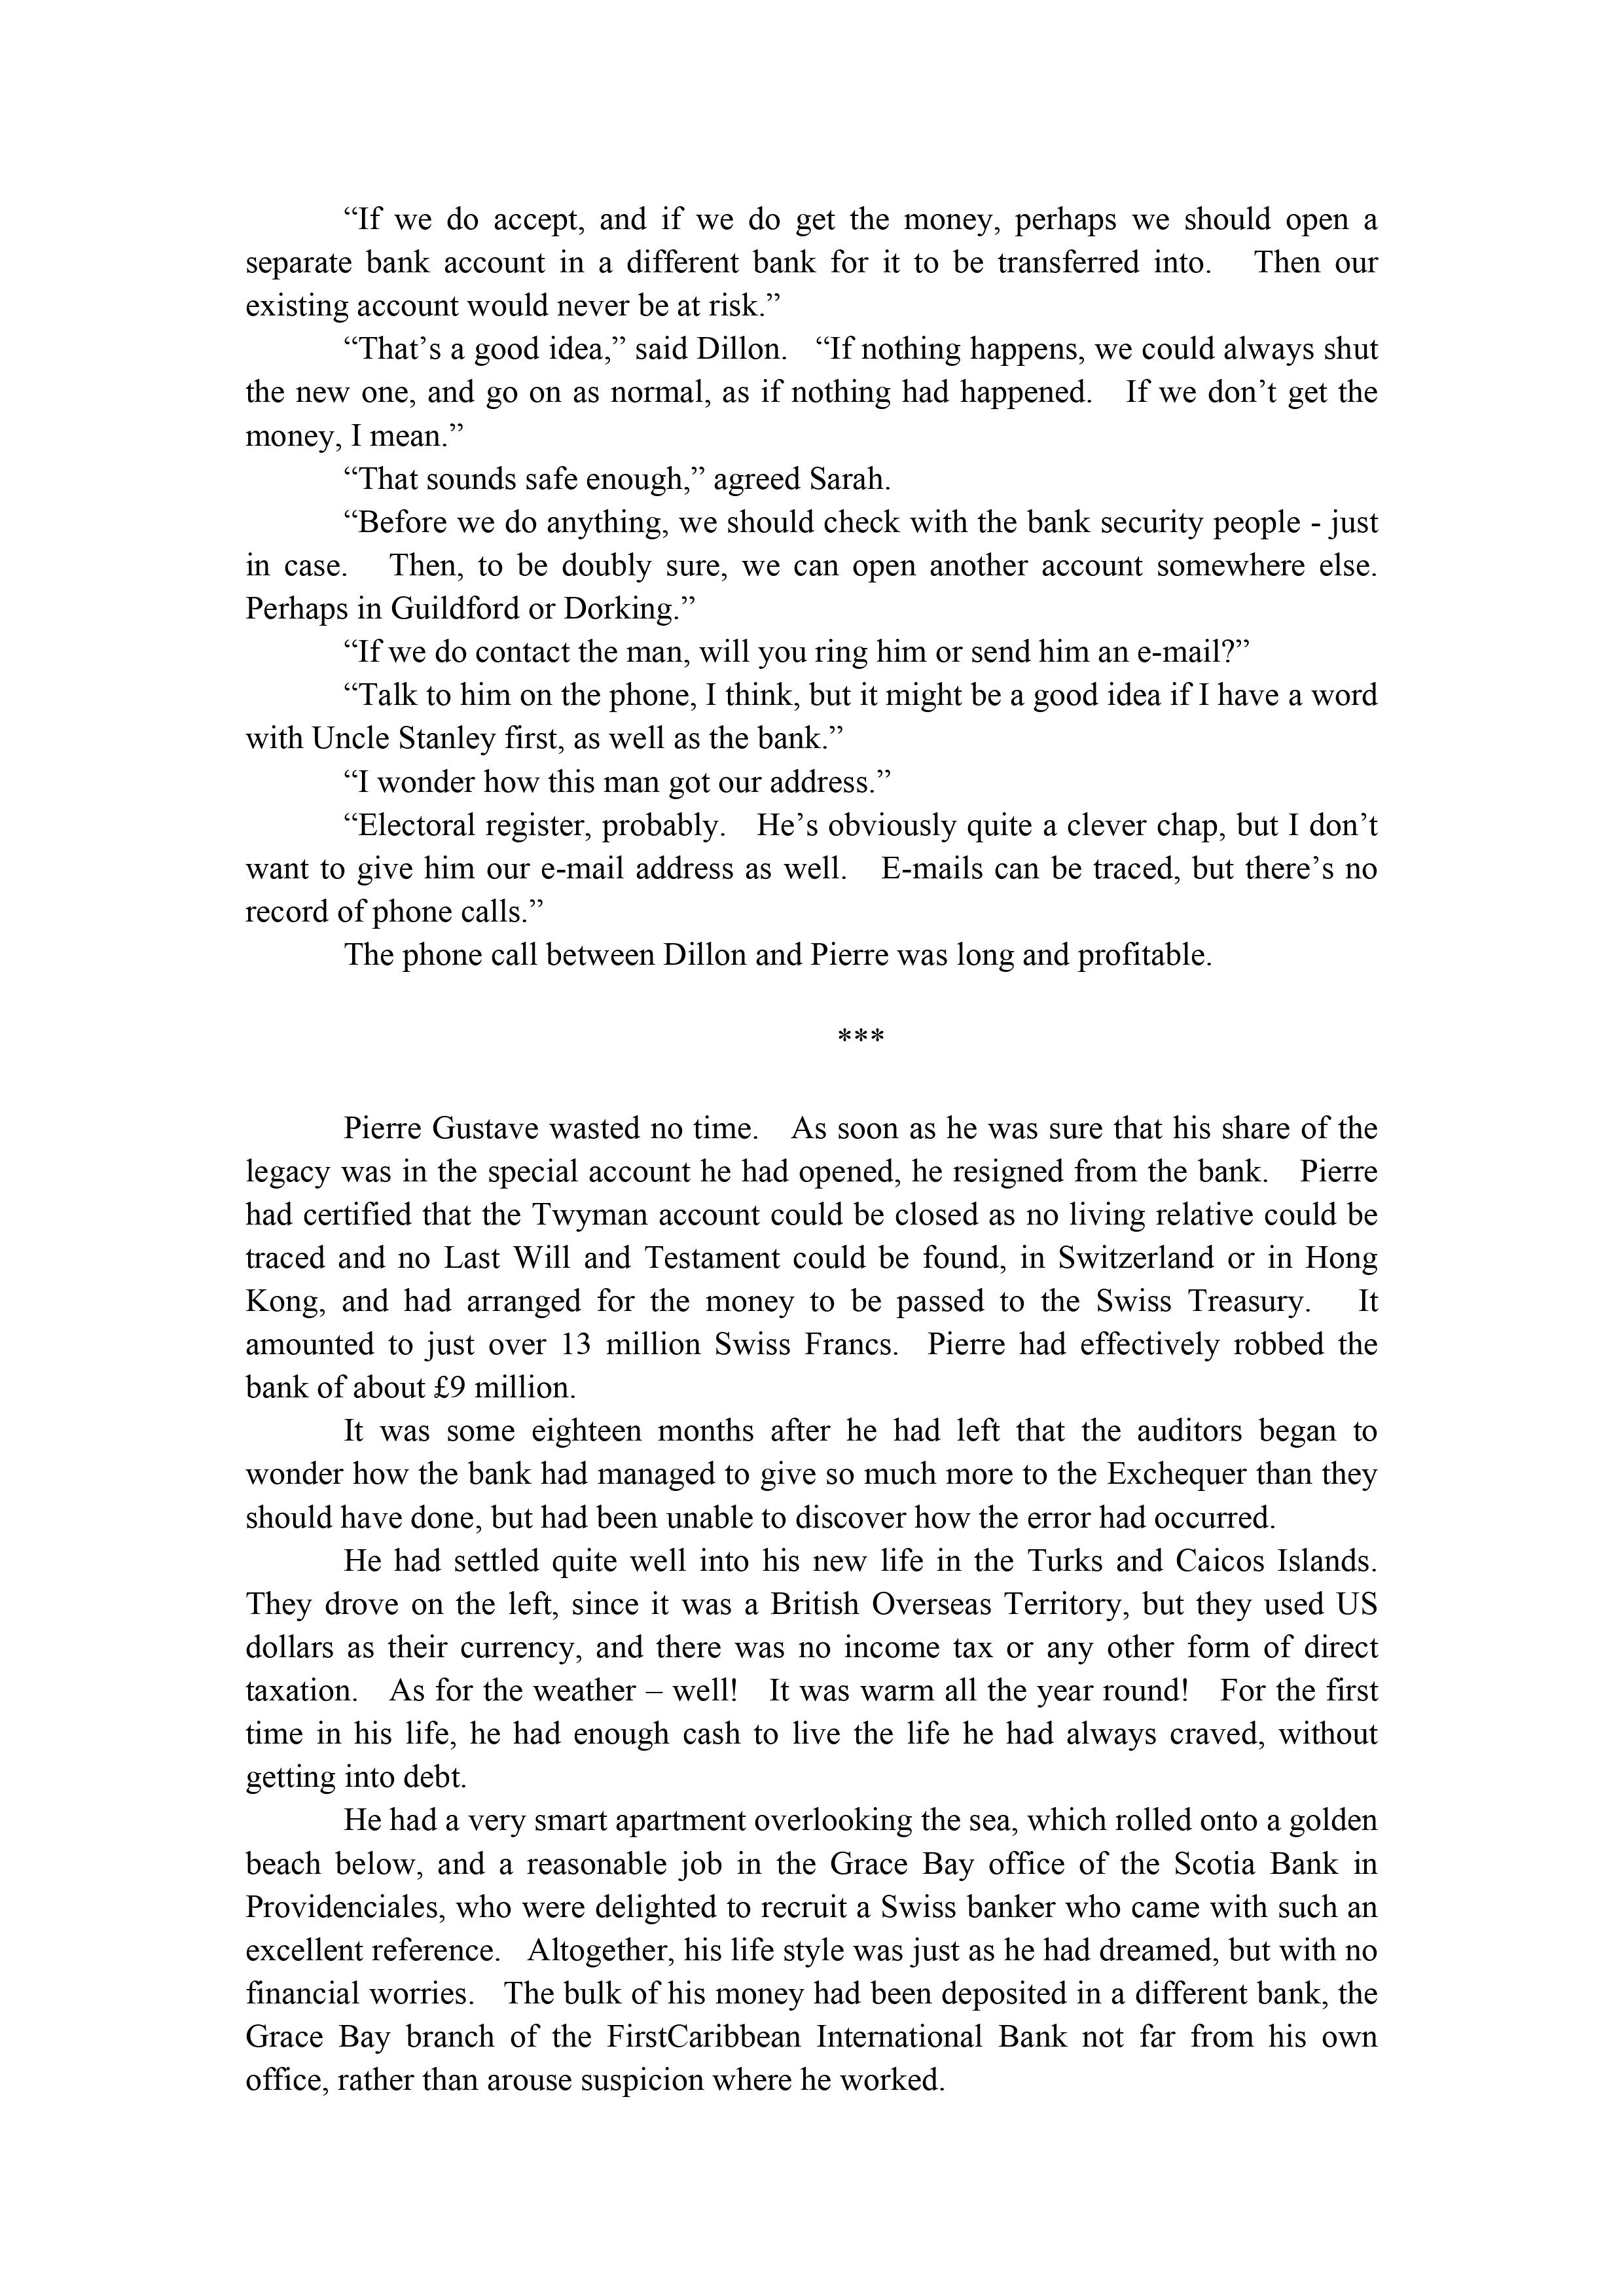 “If we do accept, and if we do get the money, perhaps we should open a
separate bank account in a different bank for it to be transferred into. Then our
existing account would never be at risk.”
“That’s a good idea,” said Dillon. “If nothing happens, we could always shut
the new one, and go on as normal, as if nothing had happened. If we don’t get the
money, I mean.”
“That sounds safe enough,” agreed Sarah.
“Before we do anything, we should check with the bank security people - just
in case. Then, to be doubly sure, we can open another account somewhere else.
Perhaps in Guildford or Dorking.”
“If we do contact the man, will you ring him or send him an e-mail?”
“Talk to him on the phone, I think, but it might be a good idea if I have a word
with Uncle Stanley first, as well as the bank.”
“I wonder how this man got our address.”
“Electoral register, probably. He’s obviously quite a clever chap, but I don’t
want to give him our e-mail address as well. E-mails can be traced, but there’s no
record of phone calls.”
The phone call between Dillon and Pierre was long and profitable.
***
Pierre Gustave wasted no time. As soon as he was sure that his share of the
legacy was in the special account he had opened, he resigned from the bank. Pierre
had certified that the Twyman account could be closed as no living relative could be
traced and no Last Will and Testament could be found, in Switzerland or in Hong
Kong, and had arranged for the money to be passed to the Swiss Treasury. It
amounted to just over 13 million Swiss Francs. Pierre had effectively robbed the
bank of about £9 million.
It was some eighteen months after he had left that the auditors began to
wonder how the bank had managed to give so much more to the Exchequer than they
should have done, but had been unable to discover how the error had occurred.
He had settled quite well into his new life in the Turks and Caicos Islands.
They drove on the left, since it was a British Overseas Territory, but they used US
dollars as their currency, and there was no income tax or any other form of direct
taxation. As for the weather – well! It was warm all the year round! For the first
time in his life, he had enough cash to live the life he had always craved, without
getting into debt.
He had a very smart apartment overlooking the sea, which rolled onto a golden
beach below, and a reasonable job in the Grace Bay office of the Scotia Bank in
Providenciales, who were delighted to recruit a Swiss banker who came with such an
excellent reference. Altogether, his life style was just as he had dreamed, but with no
financial worries. The bulk of his money had been deposited in a different bank, the
Grace Bay branch of the FirstCaribbean International Bank not far from his own
office, rather than arouse suspicion where he worked.